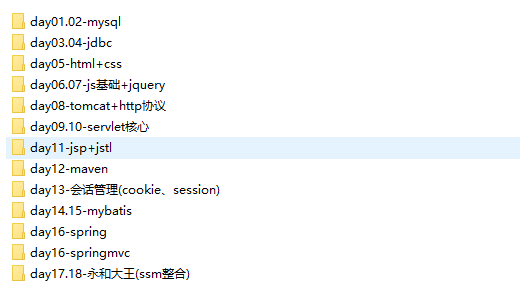 day01.02-mysql
day03.04-jdbc
day05-html+css
day06.07-js基础+jquery
day08-tomcat+http协议
day09.10-servlet核心
day11-jsp+jstl
day12-maven
day13-会话管理(cookie、session)
day14.15-mybatis
day16-spring
day16-springmvc
day17.18-永和大王(ssm整合)